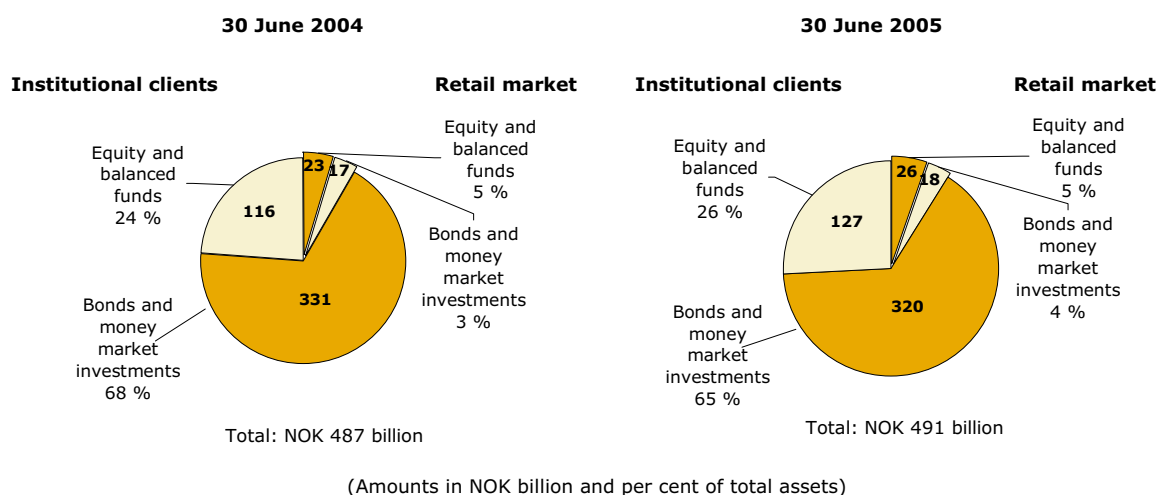 30 June 2004
Institutional clients
Retail market
Equity and
balanced
funds
24 %
Equity and
balanced
funds
5 %
23
17
116
331
Bonds and
money
market
investments
3 %
Bonds and
money
market
investments
68 %
Total: NOK 487 billion
30 June 2005
Institutional clients
Retail market
Equity and
balanced
funds
26 %
Equity and
balanced
funds
5 %
26
18
127
320
Bonds and
money
market
investments
4 %
Bonds and
money
market
investments
65 %
Total: NOK 491 billion
(Amounts in NOK billion and per cent of total assets)